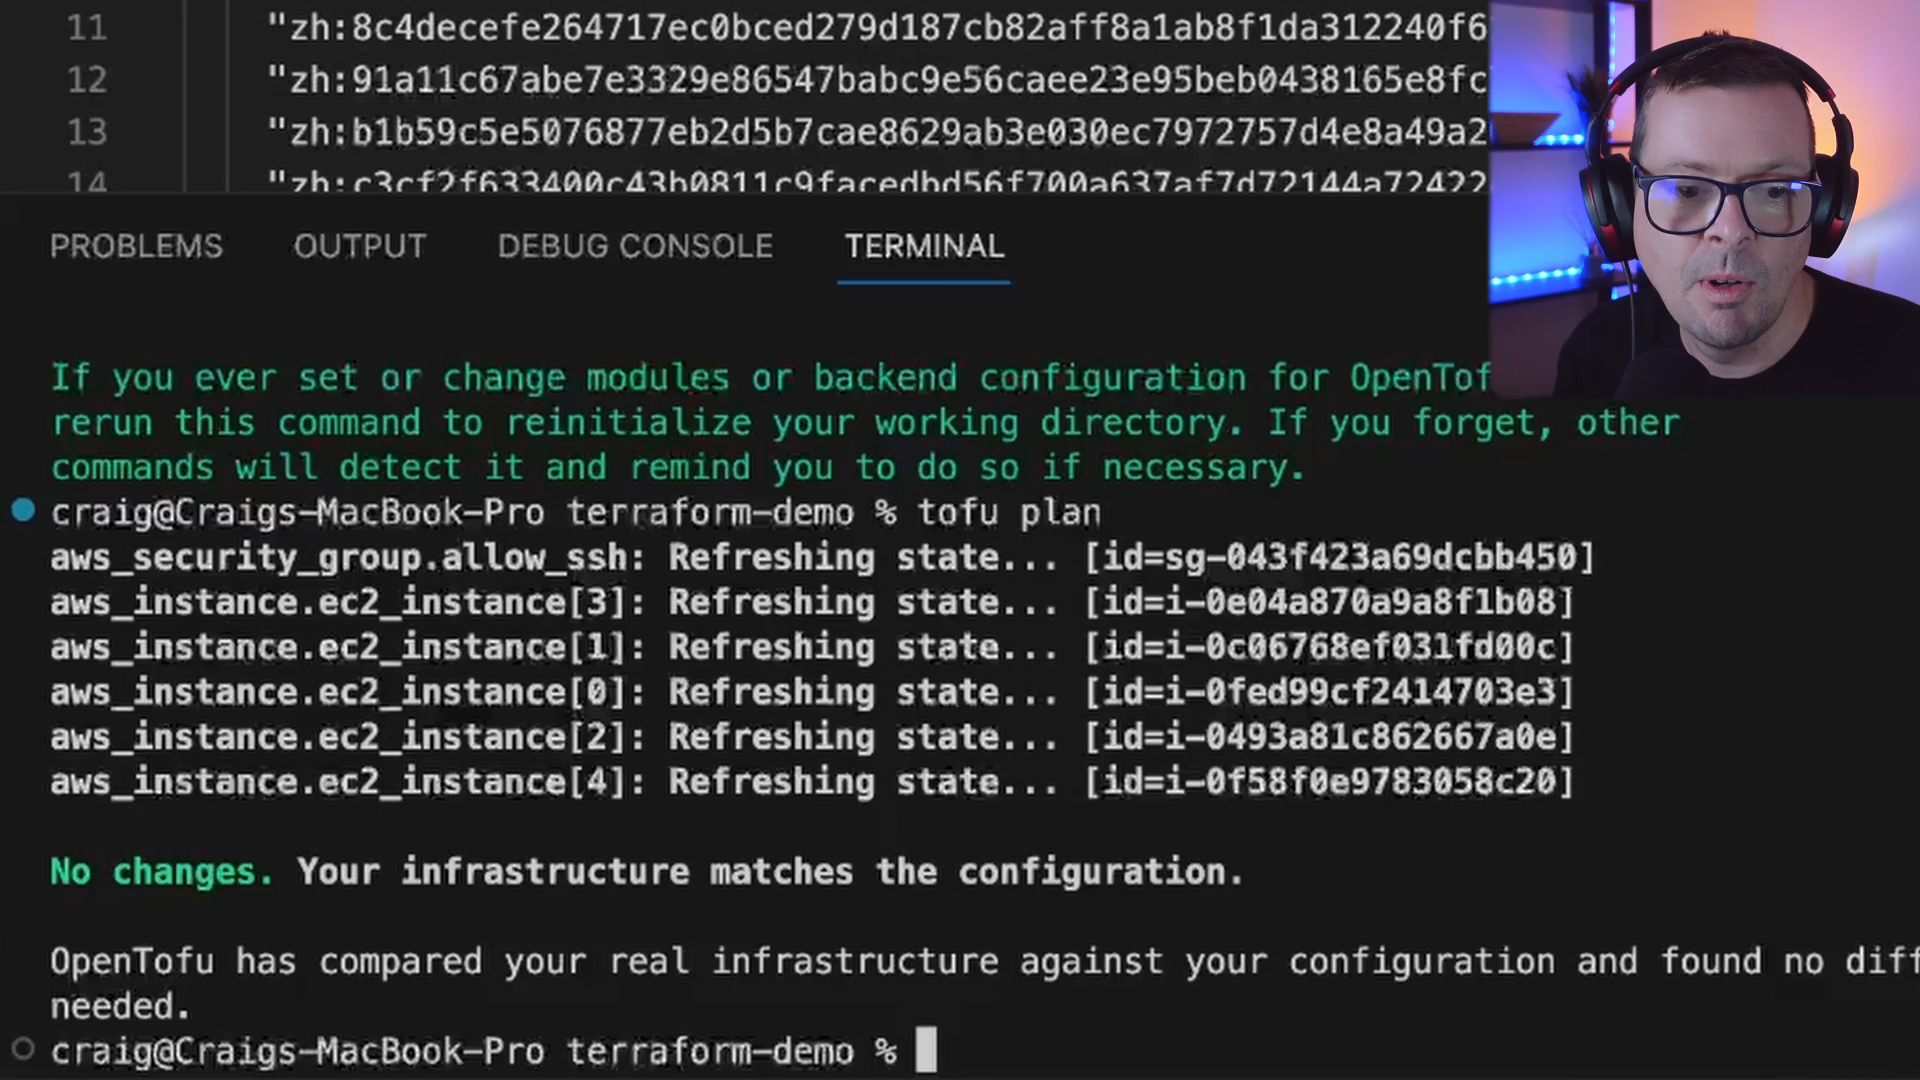 11 "zh:8c4decefe264717ec0bced279d187cb82aff8a1ab8f1da312240f6
12 "zh:91a11c67abe7e3329e86547babc9e56caee23e95beb0438165e8fc
13 "zh:b1b59c5e5076877eb2d5b7cae8629ab3e030ec7972757d4e8a49a2
14 "zh:c3cf2f633400c43b0811c9facedbd56f700a637af7d72144a72422
PROBLEMS OUTPUT DEBUG CONSOLE TERMINAL
If you ever set or change modules or backend configuration for OpenTof
rerun this command to reinitialize your working directory. If you forget, other
commands will detect it and remind you to do so if necessary.
craig@Craigs-MacBook-Pro terraform-demo % tofu plan
aws_security_group.allow_ssh: Refreshing state... [id=sg-043f423a69dcbb450]
aws_instance.ec2_instance[3]: Refreshing state... [id=i-0e04a870a9a8f1b08]
aws_instance.ec2_instance[1]: Refreshing state... [id=i-0c06768ef031fd00c]
aws_instance.ec2_instance[0]: Refreshing state... [id=i-0fed99cf2414703e3]
aws_instance.ec2_instance[2]: Refreshing state... [id=i-0493a81c862667a0e]
aws_instance.ec2_instance[4]: Refreshing state... [id=i-0f58f0e9783058c20]
No changes. Your infrastructure matches the configuration.
OpenTofu has compared your real infrastructure against your configuration and found no diff
needed.
craig@Craigs-MacBook-Pro terraform-demo %